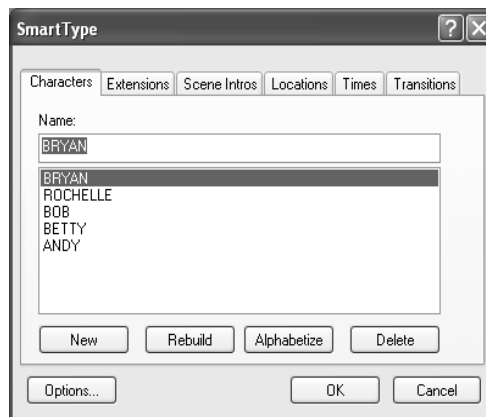 SmartType
Characters Extensions Scene Intros Locations Times Transitions
Name:
BRYAN
BRYAN
ROCHELLE
BOB
BETTY
ANDY
New Rebuild Alphabetize Delete
Options... OK Cancel